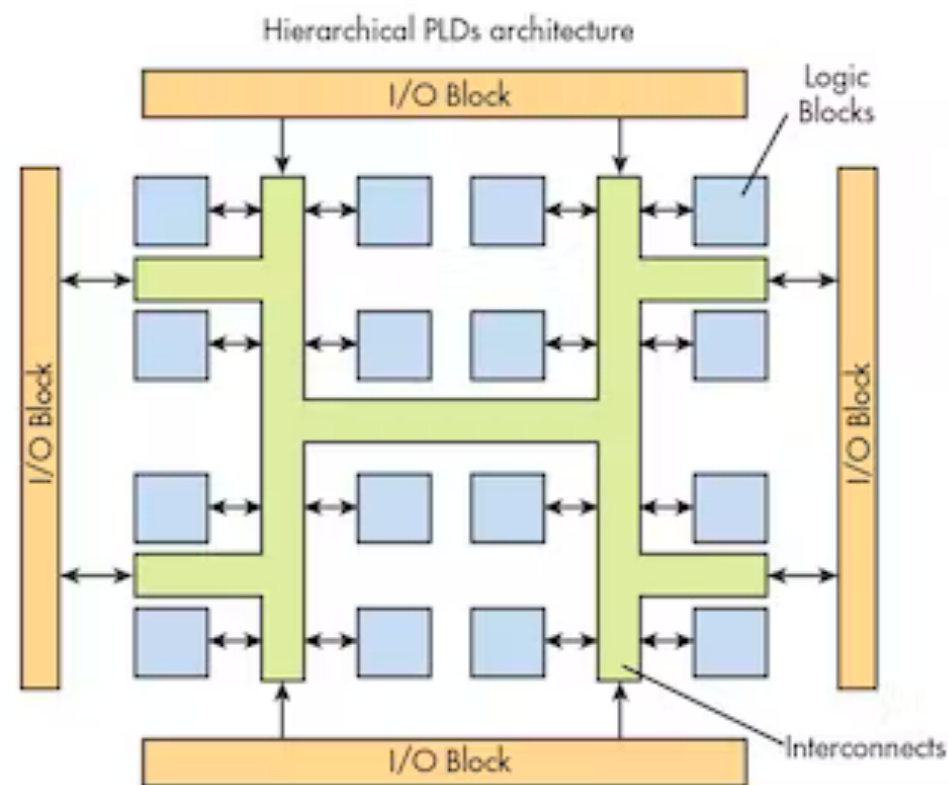 Hierarchical PLDs architecture
I/O Block
Logic
Blocks
I/O Block
I/O Block
Interconnects
I/O Block